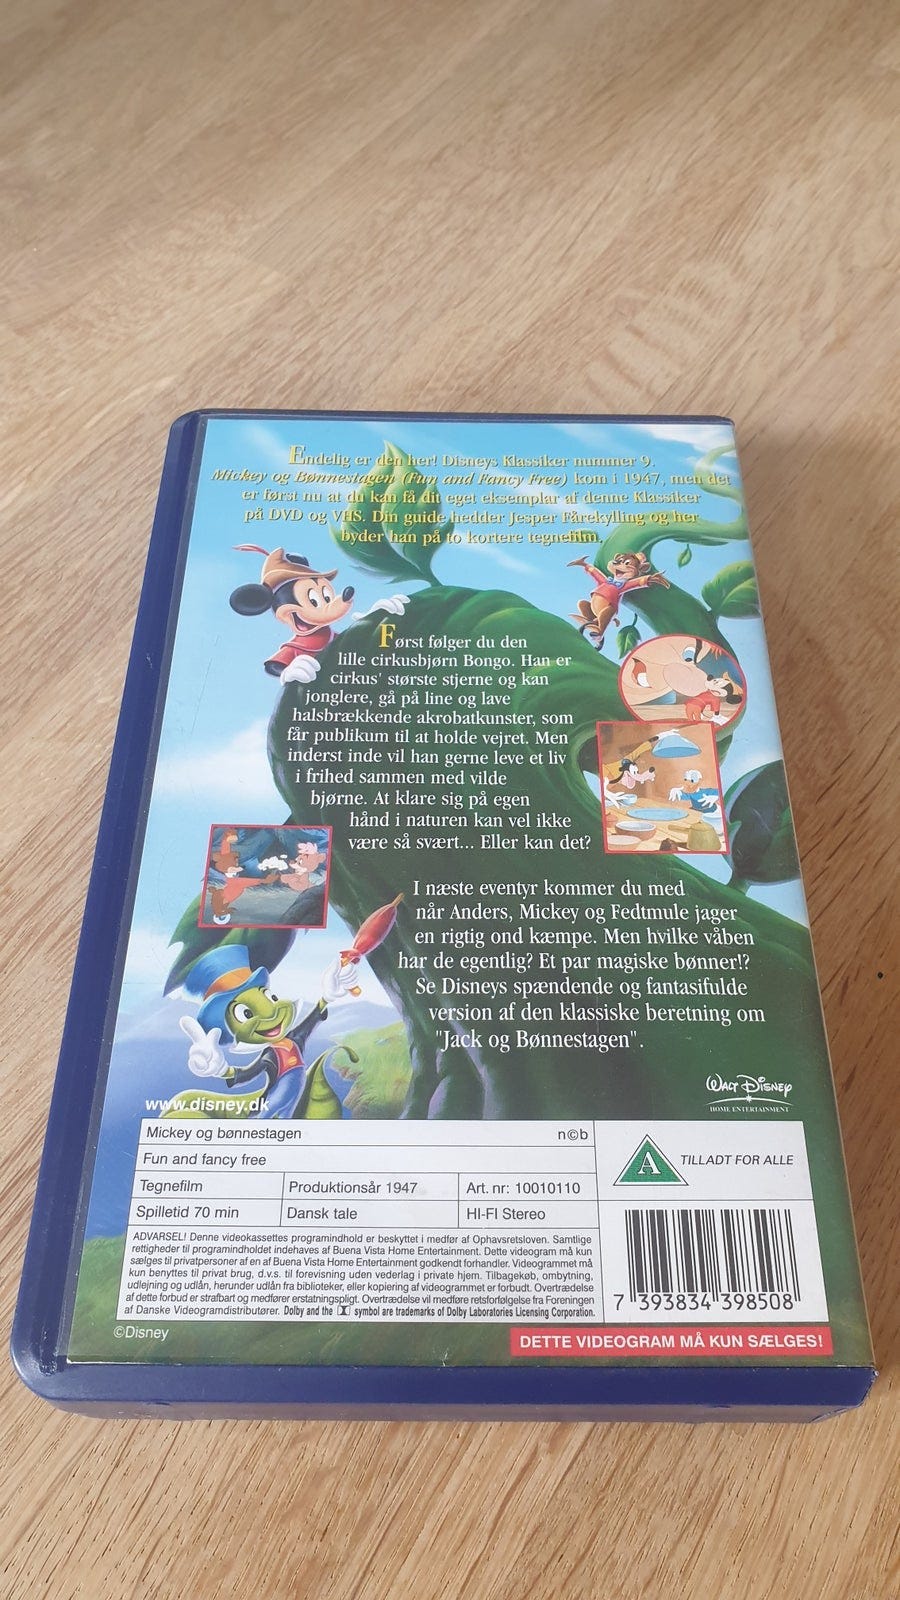 Endelig er den her! Disneys Klassiker nummer 9.
Mickey og Bønnestagen (Fun and Fancy Free) kom i 1947, men det
er først nu at du kan få dit eget eksemplar af denne Klassiker
på DVD og VHS. Din guide hedder Jesper Fårekylling og her
byder han på to kortere tegnefilm.
Først følger du den
lille cirkusbjørn Bongo. Han er
cirkus' største stjerne og kan
jonglere, gå på line og lave
halsbrækkende akrobatkunster, som
får publikum til at holde vejret. Men
inderst inde vil han gerne leve et liv
i frihed sammen med vilde
bjørne. At klare sig på egen
hånd i naturen kan vel ikke
være så svært... Eller kan det?
I næste eventyr kommer du med
når Anders, Mickey og Fedtmule jager
en rigtig ond kæmpe. Men hvilke våben
har de egentlig? Et par magiske bønner!?
Se Disneys spændende og fantasifulde
version af den klassiske beretning om
"Jack og Bønnestagen".
WALT DISNEY
HOME ENTERTAINMENT
www.disney.dk
Mickey og bønnestagen n©b
Fun and fancy free
Tegnefilm Produktionsår 1947 Art. nr: 10010110
Spilletid 70 min Dansk tale HI-FI Stereo
A TILLADT FOR ALLE
ADVARSEL! Denne videokassettes programindhold er beskyttet i medfør af Ophavsretsloven. Samtlige
rettigheder til programindholdet indehaves af Buena Vista Home Entertainment. Dette videogram må kun
sælges til privatpersoner af en af Buena Vista Home Entertainment godkendt forhandler. Videogrammet må
kun benyttes til privat brug, d.v.s. til forevisning uden vederlag i private hjem. Tilbagekøb, ombytning,
udlejning og udlån, herunder udlån fra biblioteker, eller kopiering af videogrammet er forbudt. Overtrædelse
af dette forbud er strafbart og medfører erstatningspligt. Overtrædelse vil medføre retsforfølgelse fra Foreningen
af Danske Videogramdistributører. Dolby and the symbol are trademarks of Dolby Laboratories Licensing Corporation.
7 393834 398508
©Disney
DETTE VIDEOGRAM MÅ KUN SÆLGES!